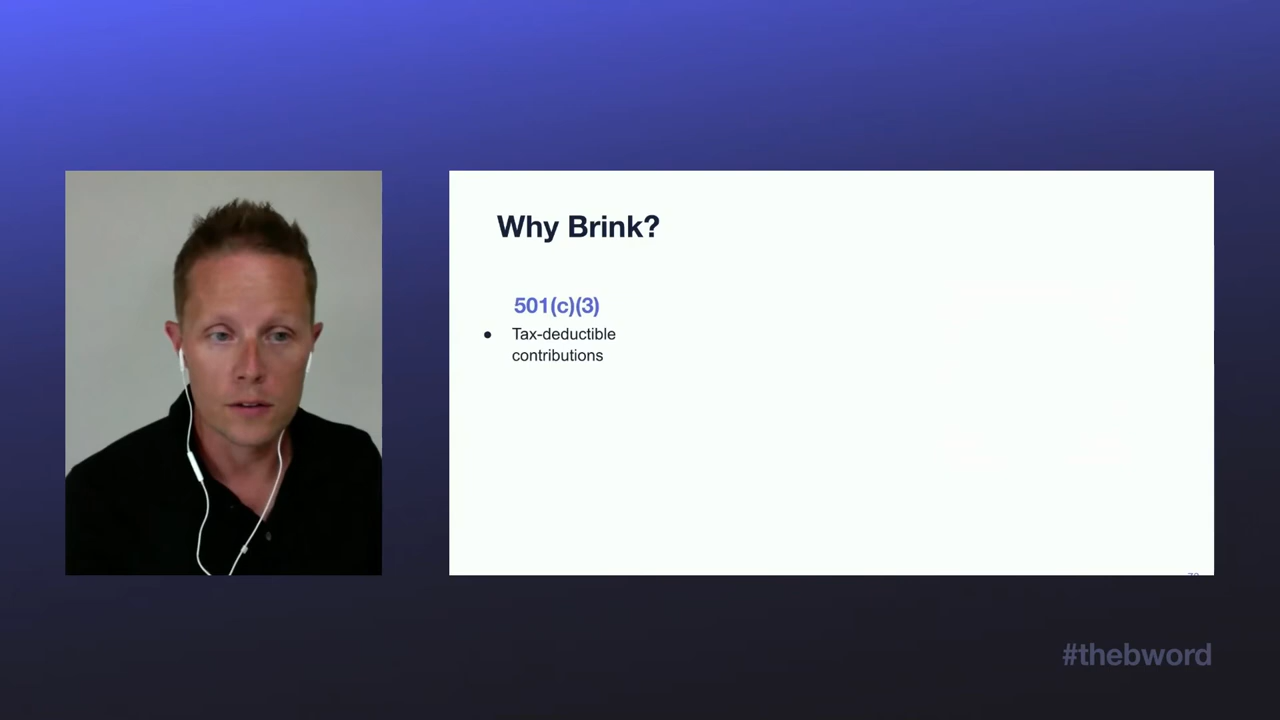 Why Brink?
501(c)(3)
● Tax-deductible
contributions
#thebword